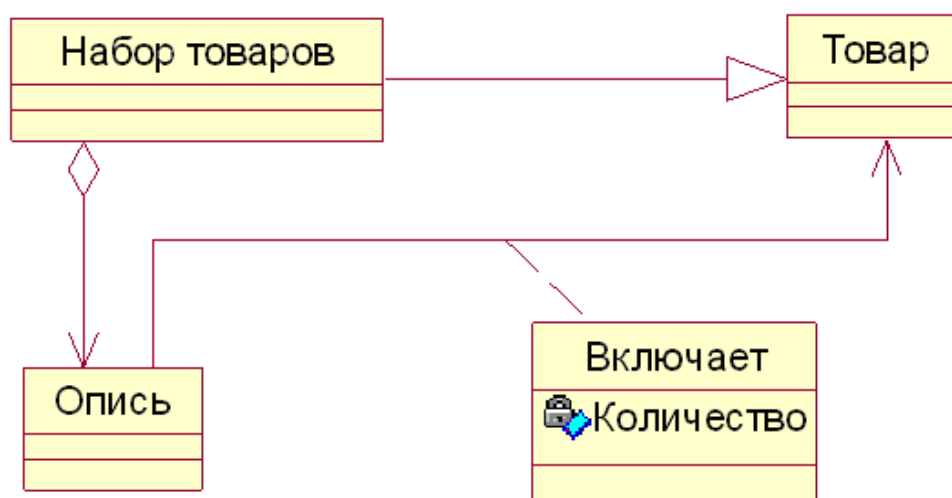 Набор товаров
Товар
Включает
Опись
Количество